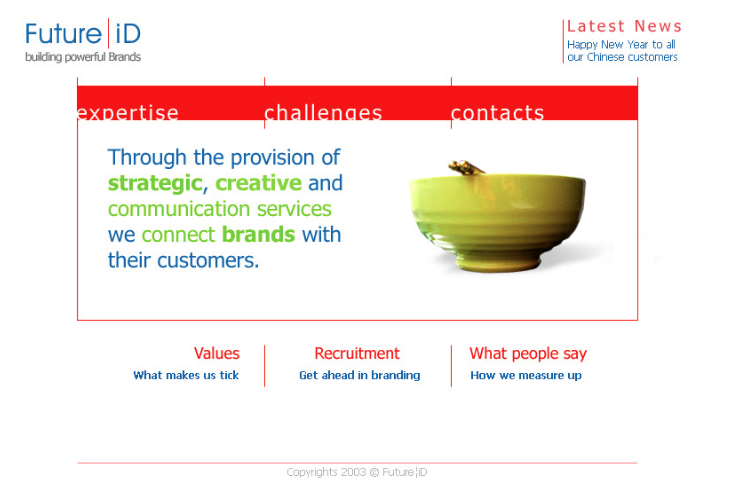 Future|iD
building powerful Brands
Latest News
Happy New Year to all
our Chinese customers
expertise
challenges
contacts
Through the provision of
strategic, creative and
communication services
we connect brands with
their customers.
Values
What makes us tick
Recruitment
Get ahead in branding
What people say
How we measure up
Copyrights 2003 © Future¦iD